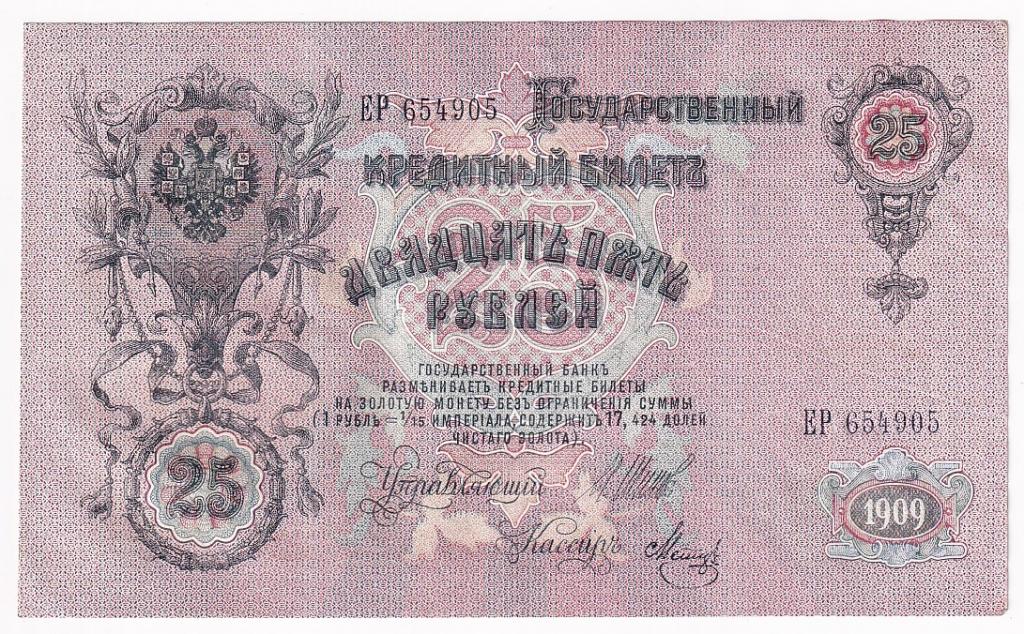 ЕР 654905
Государственный
25
кредитный билетъ
25
Двадцать пять
рублей
ГОСУДАРСТВЕННЫЙ БАНКЪ
РАЗМѢНИВАЕТЪ КРЕДИТНЫЕ БИЛЕТЫ
НА ЗОЛОТУЮ МОНЕТУ БЕЗЪ ОГРАНИЧЕНІЯ СУММЫ
(1 РУБЛЬ = 1/15 ИМПЕРІАЛА, СОДЕРЖИТЪ 17, 424 ДОЛЕЙ
ЧИСТАГО ЗОЛОТА).
ЕР 654905
25
Управляющій
Кассиръ
1909